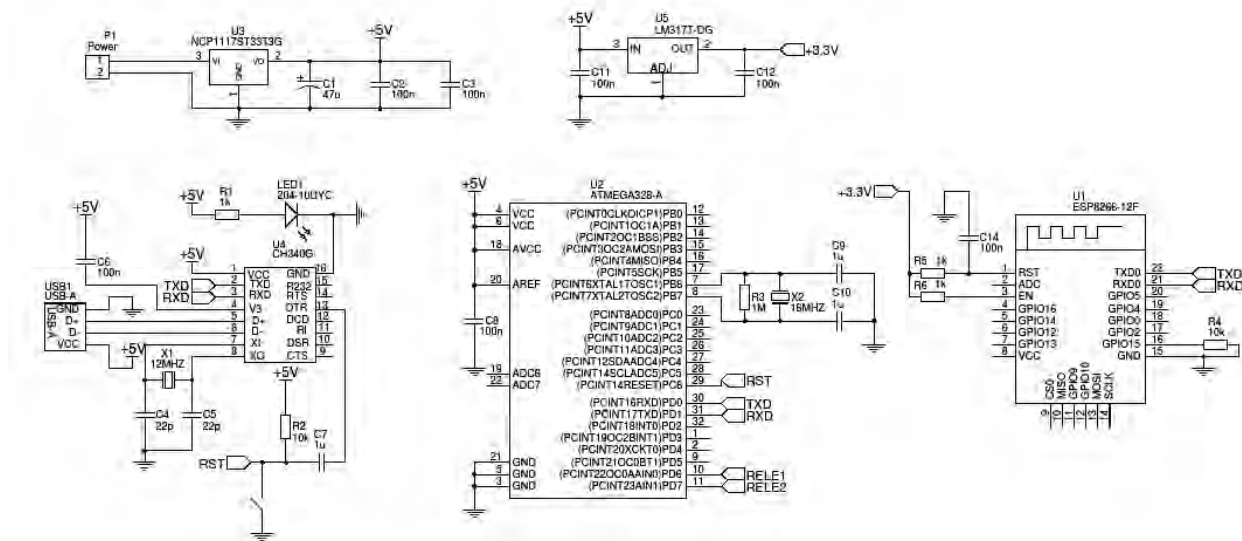 P1
Power
1
2
U3
NCP1117ST33T3G
3
VI
VO
2
GND
1
+5V
C1
47u
C2
100n
C3
100n
+5V
U5
LM317T-DG
3
IN
OUT
2
ADJ
1
C11
100n
C12
100n
+3.3V
+5V
R1
1k
LED1
204-10UYC
+5V
C6
100n
+5V
U4
CH340G
TXD
RXD
1 VCC GND 16
2 TXD R232 15
3 RXD RTS 14
4 V3 DTR 13
5 D+ DCD 12
6 D- RI 11
7 XI DSR 10
8 XO CTS 9
USB1
USB-A
USB-A
GND
D+
D-
VCC
+5V
X1
12MHZ
C4
22p
C5
22p
+5V
R2
10k
C7
1u
RST
+5V
U2
ATMEGA328-A
4 VCC
6 VCC
18 AVCC
20 AREF
19 ADC6
22 ADC7
21 GND
5 GND
3 GND
100n
(PCINT0CLKOICP1)PB0 12
(PCINT1OC1A)PB1 13
(PCINT2OC1BSS)PB2 14
(PCINT3OC2AMOSI)PB3 15
(PCINT4MISO)PB4 16
(PCINT5SCK)PB5 17
(PCINT6XTAL1TOSC1)PB6 7
(PCINT7XTAL2TOSC2)PB7 8
(PCINT8ADC0)PC0 23
(PCINT9ADC1)PC1 24
(PCINT10ADC2)PC2 25
(PCINT11ADC3)PC3 26
(PCINT12SDAADC4)PC4 27
(PCINT14SCLADC5)PC5 28
(PCINT14RESET)PC6 29
RST
(PCINT16RXD)PD0 30
TXD
(PCINT17TXD)PD1 31
RXD
(PCINT18INT0)PD2 32
(PCINT19OC2BINT1)PD3 1
(PCINT20XCKT0)PD4 2
(PCINT21OC0BT1)PD5 9
(PCINT22OC0AAIN0)PD6 10
RELE1
(PCINT23AIN1)PD7 11
RELE2
R3
1M
X2
16MHZ
C9
1u
C10
1u
+3.3V
C14
100n
R5 1k
R6 1k
U1
ESP8266-12F
1 RST
2 ADC
3 EN
4 GPIO16
5 GPIO14
6 GPIO12
7 GPIO13
8 VCC
TXD0 22
TXD
RXD0 21
RXD
GPIO5 20
GPIO4 19
GPIO0 18
GPIO2 17
GPIO15 16
GND 15
R4
10k
CS0
MISO
GPIO9
GPIO10
MOSI
SCLK
9
10
11
12
13
14